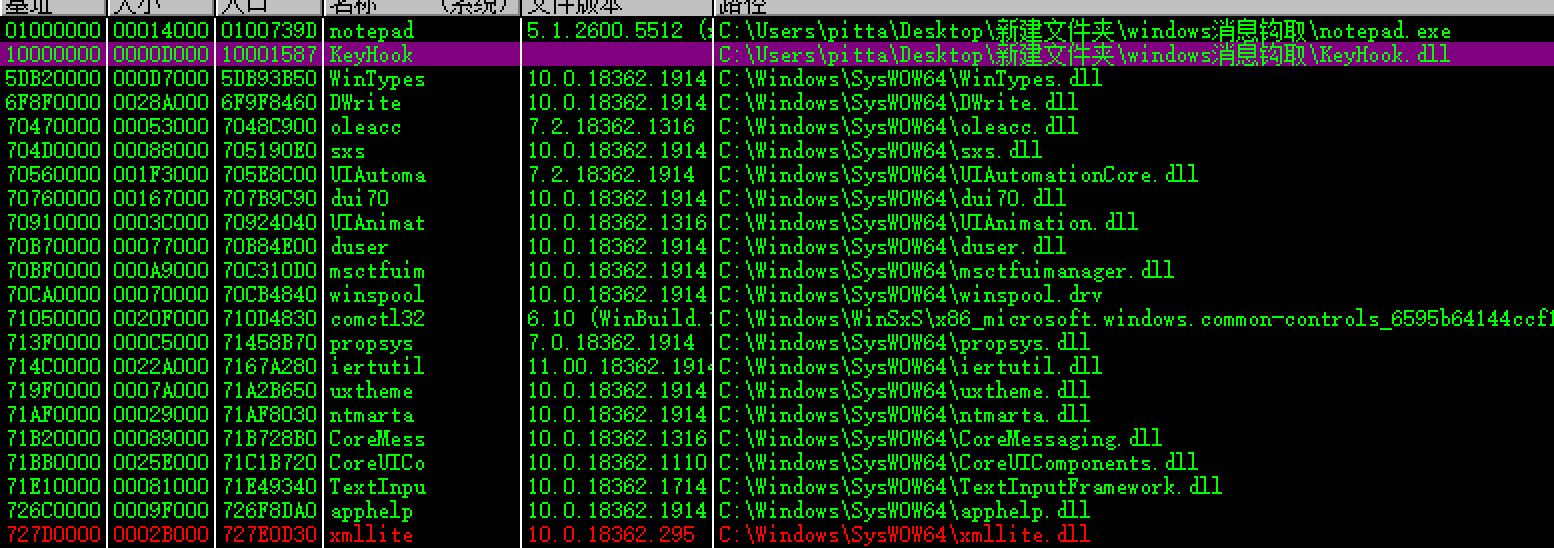 基址 大小 入口 名称 （系统） 文件版本 路径
01000000 00014000 0100739D notepad 5.1.2600.5512 (x C:\Users\pitta\Desktop\新建文件夹\windows消息钩取\notepad.exe
10000000 0000D000 10001587 KeyHook C:\Users\pitta\Desktop\新建文件夹\windows消息钩取\KeyHook.dll
5DB20000 000D7000 5DB93B50 WinTypes 10.0.18362.1914 C:\Windows\SysWOW64\WinTypes.dll
6F8F0000 0028A000 6F9F8460 DWrite 10.0.18362.1914 C:\Windows\SysWOW64\DWrite.dll
70470000 00053000 7048C900 oleacc 7.2.18362.1316 C:\Windows\SysWOW64\oleacc.dll
704D0000 00088000 705190E0 sxs 10.0.18362.1914 C:\Windows\SysWOW64\sxs.dll
70560000 001F3000 705E8C00 UIAutoma 7.2.18362.1914 C:\Windows\SysWOW64\UIAutomationCore.dll
70760000 00167000 707B9C90 dui70 10.0.18362.1914 C:\Windows\SysWOW64\dui70.dll
70910000 0003C000 70924040 UIAnimat 10.0.18362.1316 C:\Windows\SysWOW64\UIAnimation.dll
70B70000 00077000 70B84E00 duser 10.0.18362.1914 C:\Windows\SysWOW64\duser.dll
70BF0000 000A9000 70C310D0 msctfuim 10.0.18362.1914 C:\Windows\SysWOW64\msctfuimanager.dll
70CA0000 00070000 70CB4840 winspool 10.0.18362.1914 C:\Windows\SysWOW64\winspool.drv
71050000 0020F000 710D4830 comctl32 6.10 (WinBuild.1 C:\Windows\WinSxS\x86_microsoft.windows.common-controls_6595b64144ccf1
713F0000 000C5000 71458B70 propsys 7.0.18362.1914 C:\Windows\SysWOW64\propsys.dll
714C0000 0022A000 7167A280 iertutil 11.00.18362.1914 C:\Windows\SysWOW64\iertutil.dll
719F0000 0007A000 71A2B650 uxtheme 10.0.18362.1914 C:\Windows\SysWOW64\uxtheme.dll
71AF0000 00029000 71AF8030 ntmarta 10.0.18362.1914 C:\Windows\SysWOW64\ntmarta.dll
71B20000 00089000 71B728B0 CoreMess 10.0.18362.1316 C:\Windows\SysWOW64\CoreMessaging.dll
71BB0000 0025E000 71C1B720 CoreUICo 10.0.18362.1110 C:\Windows\SysWOW64\CoreUIComponents.dll
71E10000 00081000 71E49340 TextInpu 10.0.18362.1714 C:\Windows\SysWOW64\TextInputFramework.dll
726C0000 0009F000 726F8DA0 apphelp 10.0.18362.1914 C:\Windows\SysWOW64\apphelp.dll
727D0000 0002B000 727E0D30 xmllite 10.0.18362.295 C:\Windows\SysWOW64\xmllite.dll